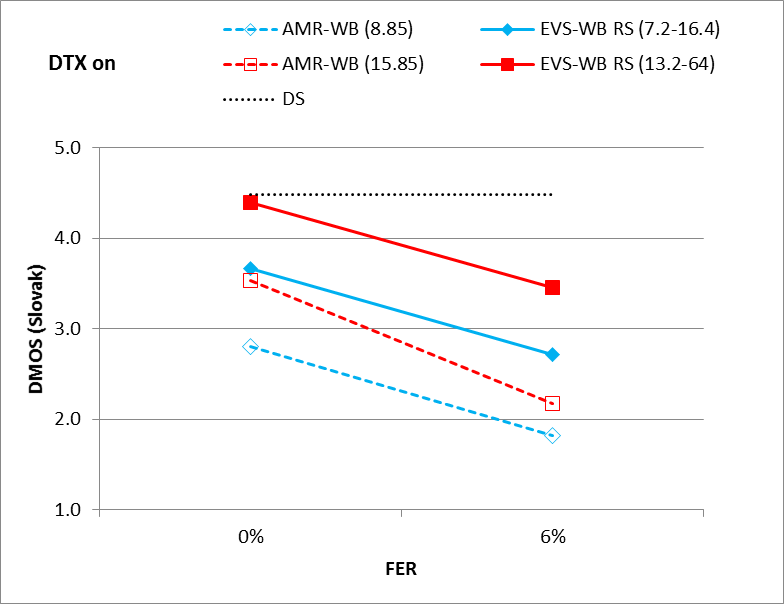 AMR-WB (8.85) EVS-WB RS (7.2-16.4)
DTX on AMR-WB (15.85) EVS-WB RS (13.2-64)
DS
5.0
4.0
3.0
2.0
1.0
DMOS (Slovak)
0% 6%
FER